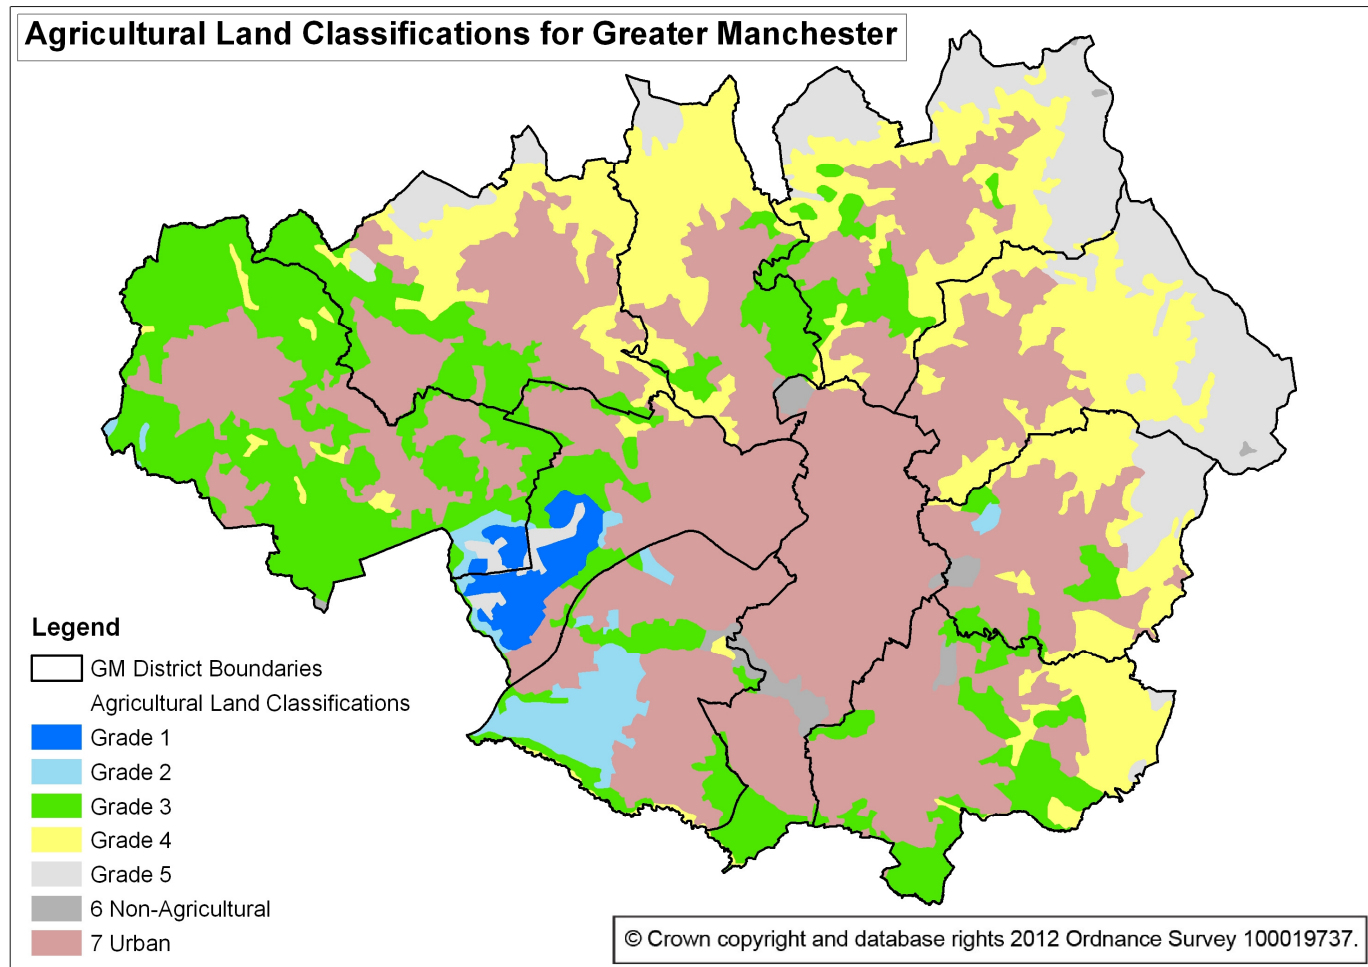 Agricultural Land Classifications for Greater Manchester
Legend
GM District Boundaries
Agricultural Land Classifications
Grade 1
Grade 2
Grade 3
Grade 4
Grade 5
6 Non-Agricultural
7 Urban
© Crown copyright and database rights 2012 Ordnance Survey 100019737.